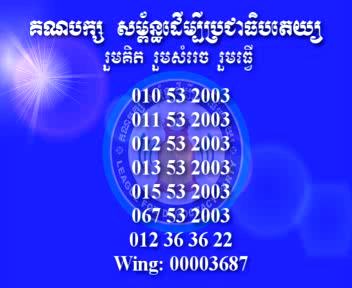 គណបក្ស សម្ព័ន្ធដើម្បីប្រជាធិបតេយ្យ
រួមគិត រួមសំរេច រួមធ្វើ
010 53 2003
011 53 2003
012 53 2003
013 53 2003
015 53 2003
067 53 2003
012 36 36 22
Wing: 00003687